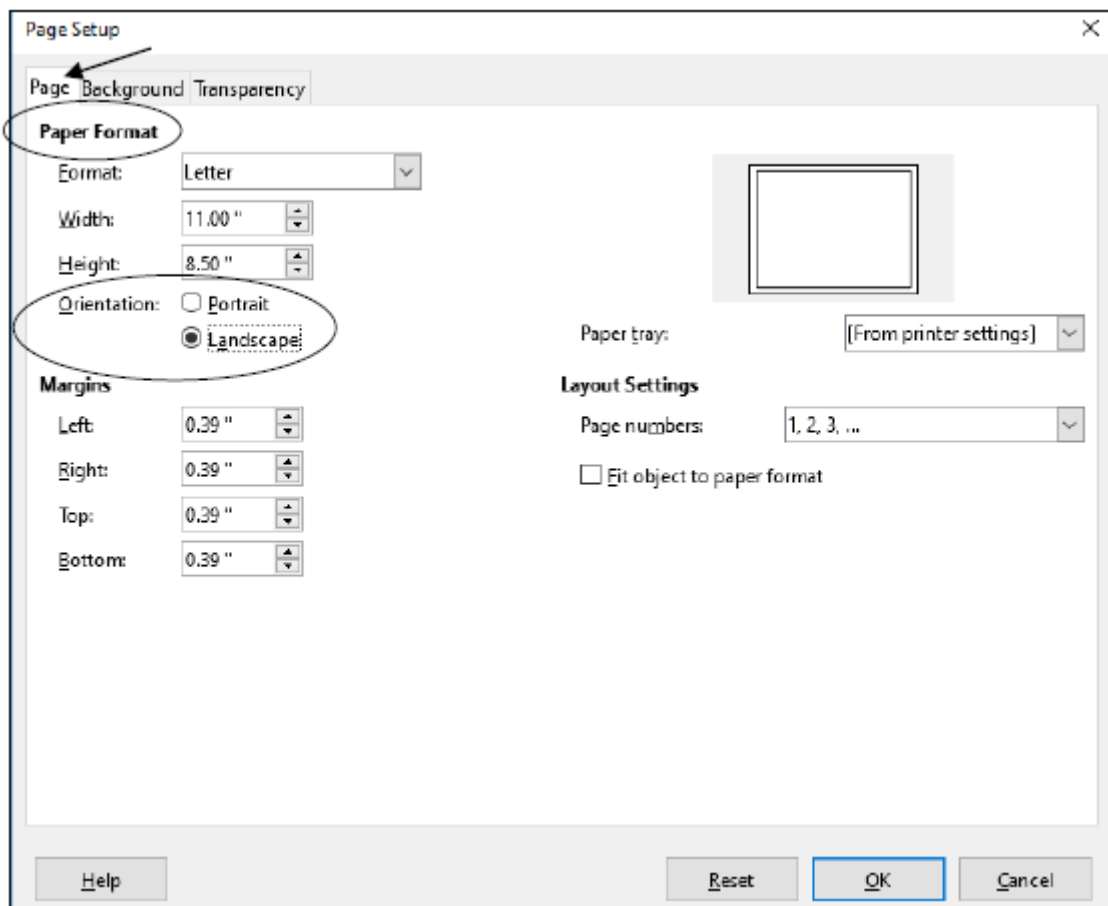 Page Setup
Page Background Transparency
Paper Format
Format: Letter
Width: 11.00 "
Height: 8.50 "
Orientation: Portrait
Landscape
Paper tray: [From printer settings]
Margins
Left: 0.39 "
Right: 0.39 "
Top: 0.39 "
Bottom: 0.39 "
Layout Settings
Page numbers: 1, 2, 3, ...
Fit object to paper format
Help Reset OK Cancel